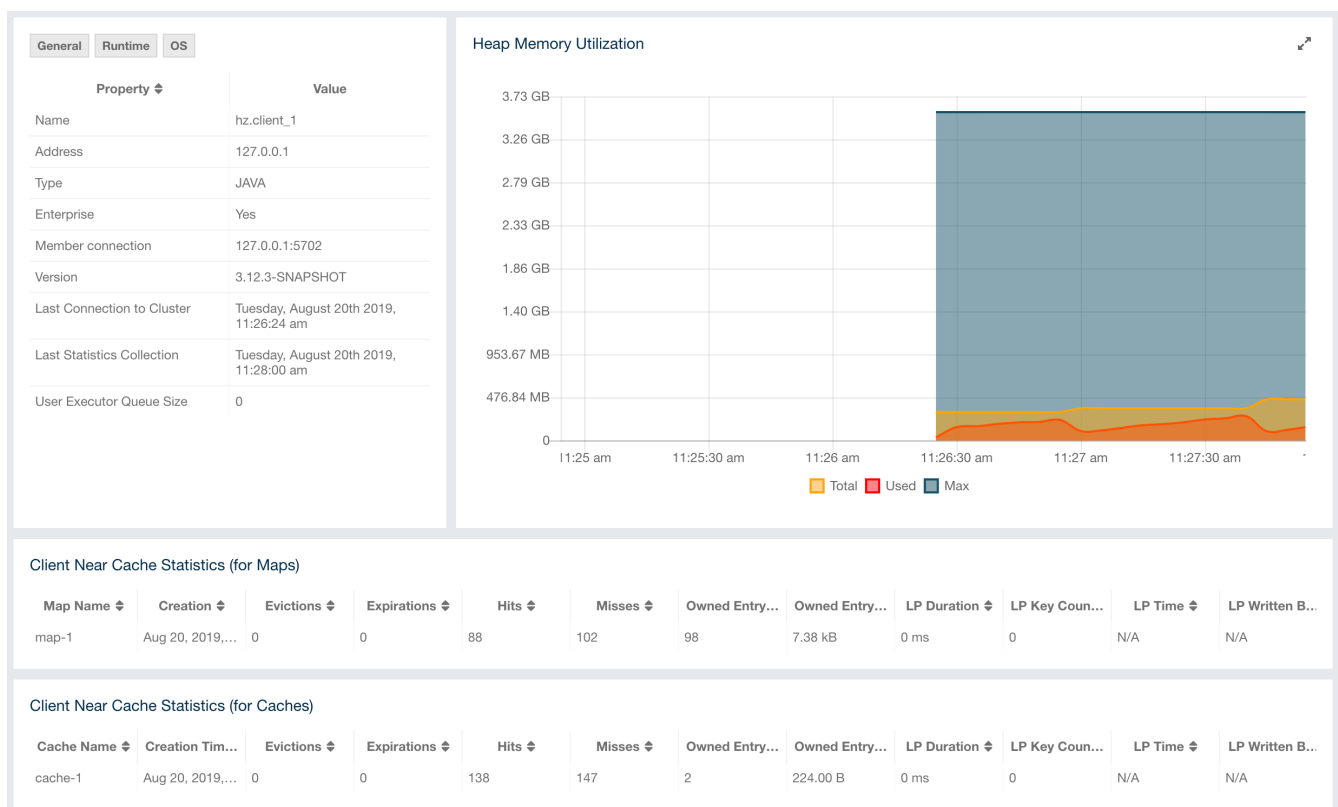 General Runtime OS
Property Value
Name hz.client_1
Address 127.0.0.1
Type JAVA
Enterprise Yes
Member connection 127.0.0.1:5702
Version 3.12.3-SNAPSHOT
Last Connection to Cluster Tuesday, August 20th 2019,
11:26:24 am
Last Statistics Collection Tuesday, August 20th 2019,
11:28:00 am
User Executor Queue Size 0
Heap Memory Utilization
3.73 GB
3.26 GB
2.79 GB
2.33 GB
1.86 GB
1.40 GB
953.67 MB
476.84 MB
0
11:25 am 11:25:30 am 11:26 am 11:26:30 am 11:27 am 11:27:30 am
Total Used Max
Client Near Cache Statistics (for Maps)
Map Name Creation Evictions Expirations Hits Misses Owned Entry... Owned Entry... LP Duration LP Key Coun... LP Time LP Written B...
map-1 Aug 20, 2019,... 0 0 88 102 98 7.38 kB 0 ms 0 N/A N/A
Client Near Cache Statistics (for Caches)
Cache Name Creation Tim... Evictions Expirations Hits Misses Owned Entry... Owned Entry... LP Duration LP Key Coun... LP Time LP Written B...
cache-1 Aug 20, 2019,... 0 0 138 147 2 224.00 B 0 ms 0 N/A N/A